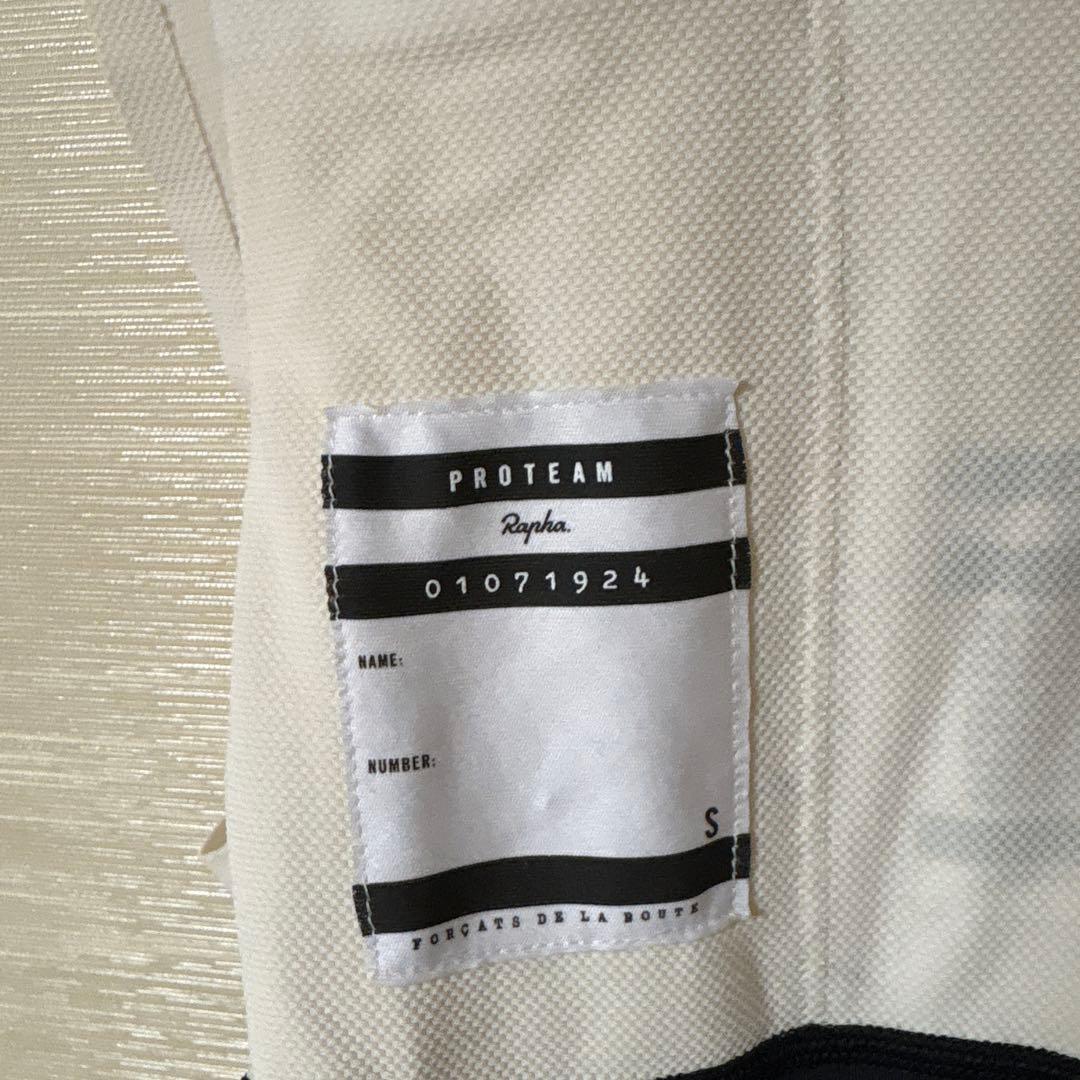 PROTEAM
Rapha.
01071924
NAME:
NUMBER:
S
FORÇATS DE LA ROUTE